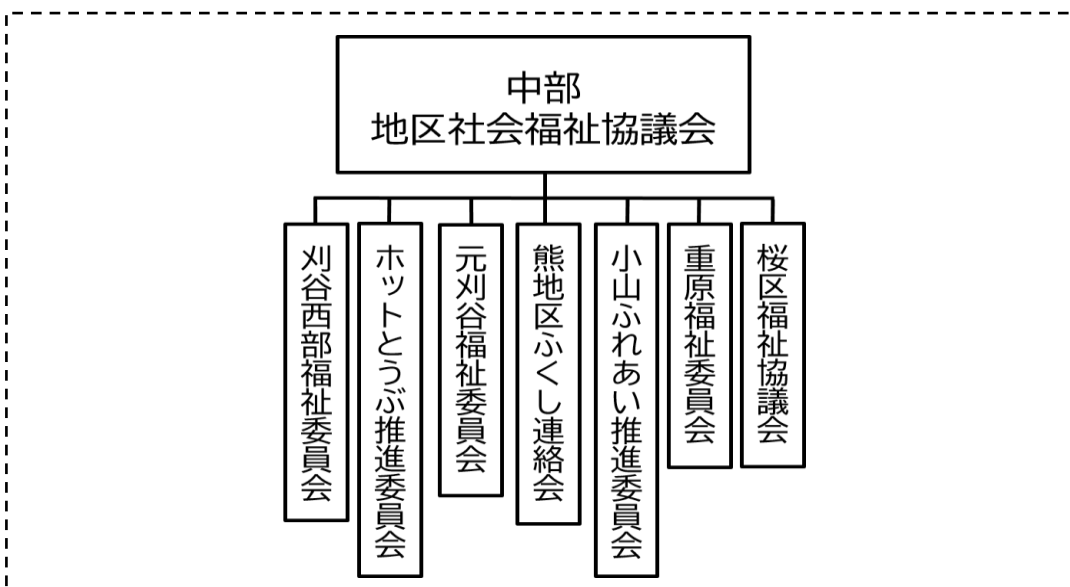 中部
地区社会福祉協議会
刈谷西部福祉委員会
ホットとうぶ推進委員会
元刈谷福祉委員会
熊地区ふくし連絡会
小山ふれあい推進委員会
重原福祉委員会
桜区福祉協議会